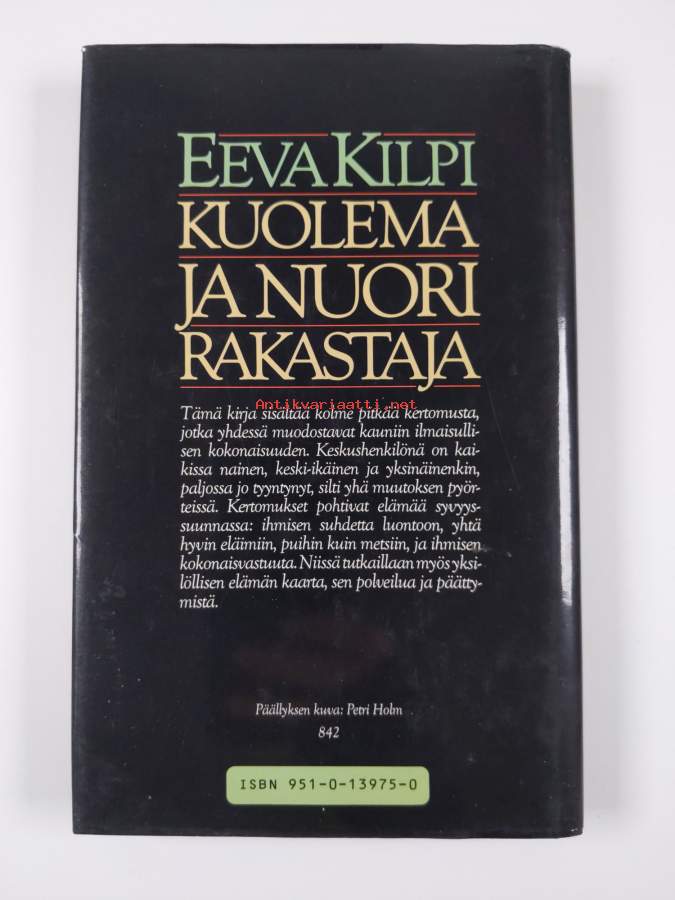 EEVA KILPI
KUOLEMA
JA NUORI
RAKASTAJA
Antikvariaatti.net
Tämä kirja sisältää kolme pitkää kertomusta,
jotka yhdessä muodostavat kauniin ilmaisulli-
sen kokonaisuuden. Keskushenkilönä on kai-
kissa nainen, keski-ikäinen ja yksinäinenkin,
paljossa jo tyyntynyt, silti yhä muutoksen pyör-
teissä. Kertomukset pohtivat elämää syvyys-
suunnassa: ihmisen suhdetta luontoon, yhtä
hyvin eläimiin, puihin kuin metsiin, ja ihmisen
kokonaisvastuuta. Niissä tutkaillaan myös yksi-
löllisen elämän kaarta, sen polveilua ja päätty-
mistä.
Päällyksen kuva: Petri Holm
842
ISBN 951-0-13975-0